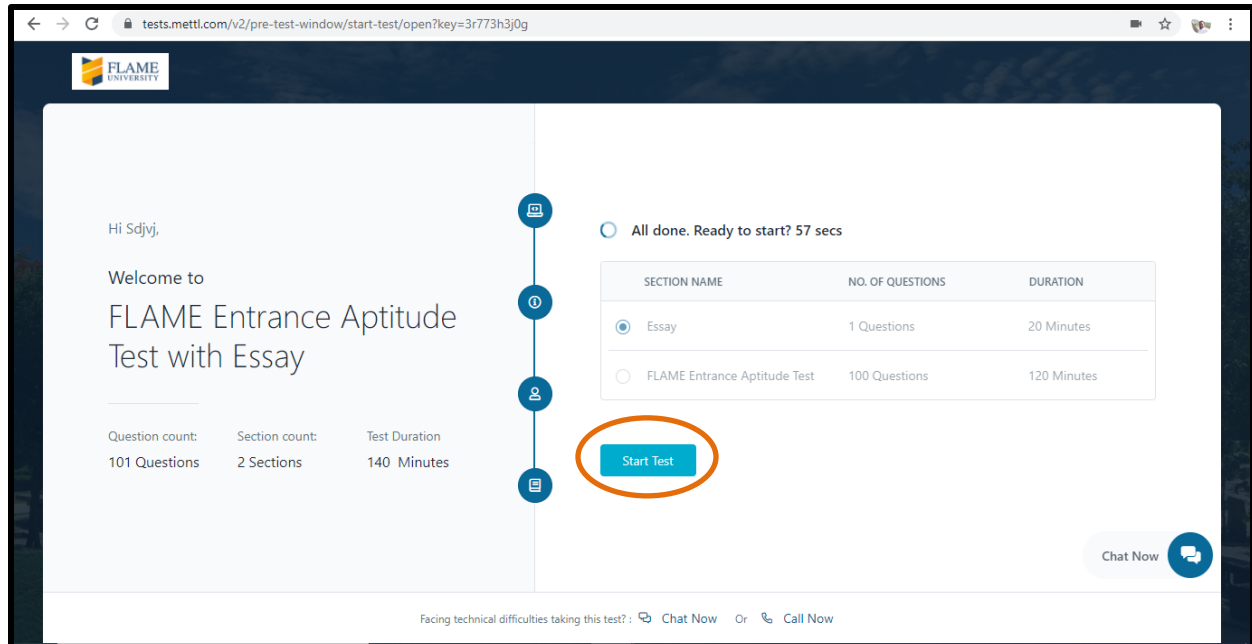 tests.mettl.com/v2/pre-test-window/start-test/open?key=3r773h3j0g
FLAME
UNIVERSITY
Hi Sdjvj,
Welcome to
FLAME Entrance Aptitude
Test with Essay
Question count: Section count: Test Duration
101 Questions 2 Sections 140 Minutes
All done. Ready to start? 57 secs
SECTION NAME NO. OF QUESTIONS DURATION
Essay 1 Questions 20 Minutes
FLAME Entrance Aptitude Test 100 Questions 120 Minutes
Start Test
Chat Now
Facing technical difficulties taking this test? : Chat Now Or Call Now